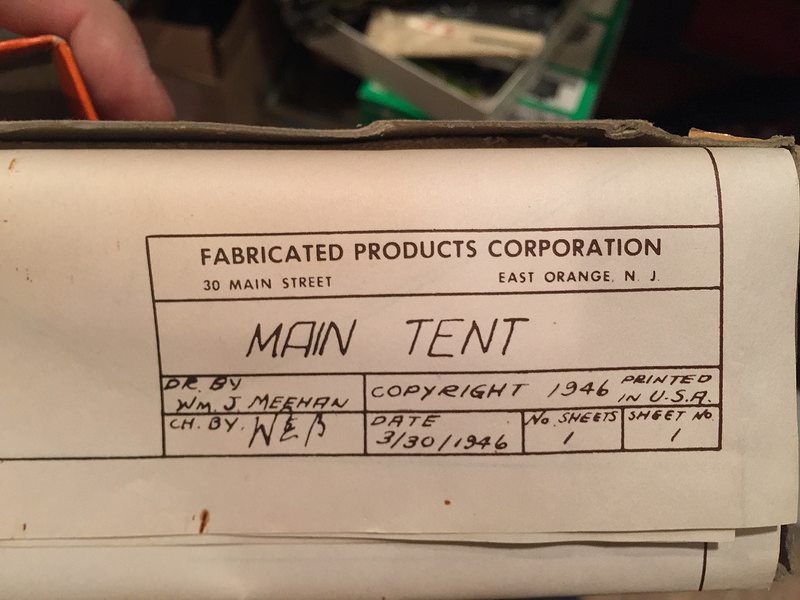 FABRICATED PRODUCTS CORPORATION
30 MAIN STREET EAST ORANGE, N. J.
MAIN TENT
DR. BY
WM. J. MEEHAN
COPYRIGHT 1946 PRINTED IN U.S.A.
CH. BY. WEB
DATE
3/30/1946
NO. SHEETS
1
SHEET NO.
1